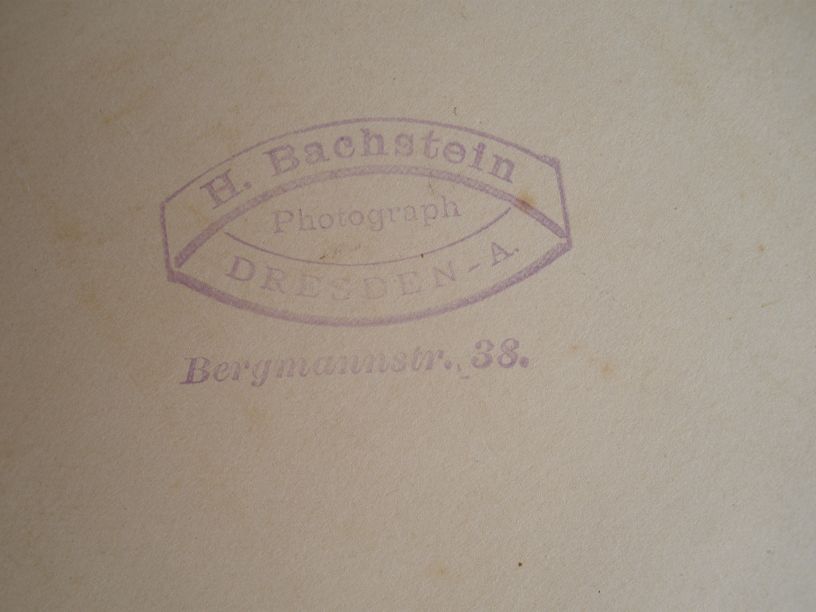 H. Bachstein
Photograph
DRESDEN-A.
Bergmannstr. 38.